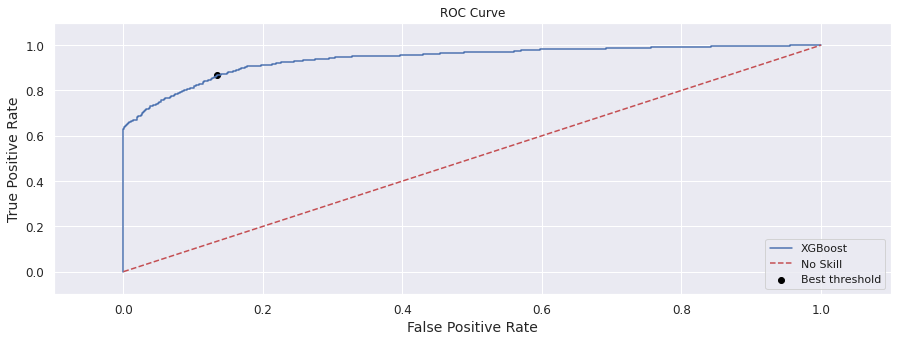 ROC Curve
True Positive Rate
1.0
0.8
0.6
0.4
0.2
0.0
0.0 0.2 0.4 0.6 0.8 1.0
False Positive Rate
XGBoost
No Skill
Best threshold